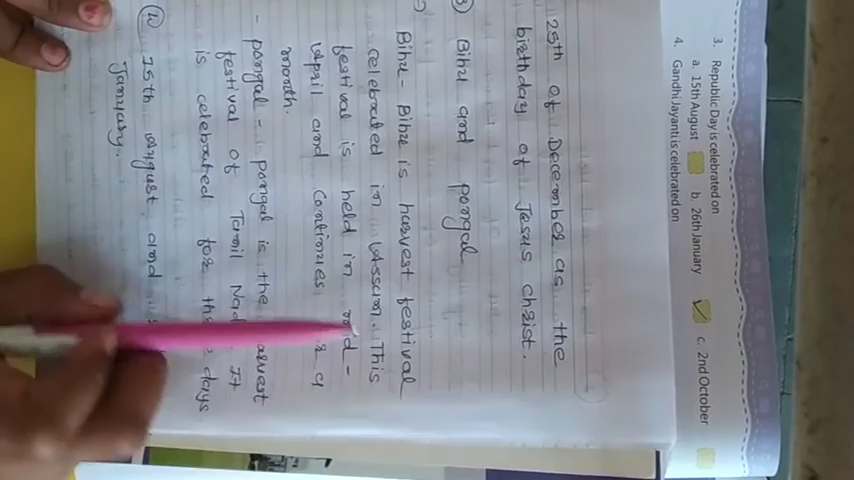 3. Republic Day is celebrated on
a. 15th August b. 26th January c. 2nd October
4. Gandhi Jayanti is celebrated on
25th of December as the
birthday of Jesus christ.
3) Bihu and pongal
Bihu - Bihu is harvest festival
celebrated in Assam. This
festival is held in mid-
April and Continues a
month.
- pongal - pongal is the
festival of Tamil It
is celebrated for days
15th August and
January.